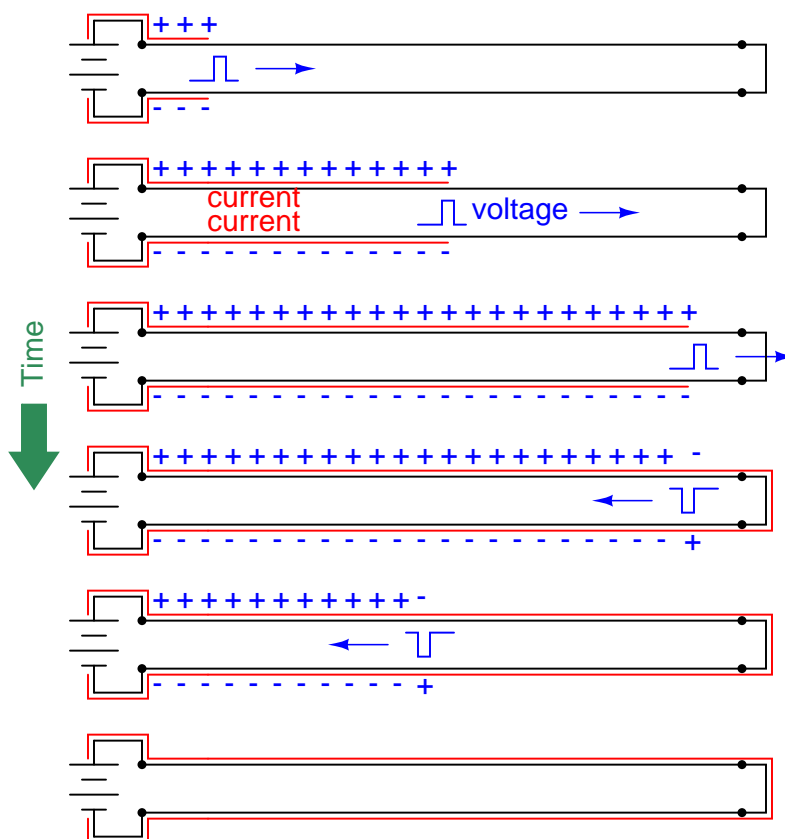 + + +
- - -
+ + + + + + + + + + + + +
current
current
voltage
- - - - - - - - - - - - -
+ + + + + + + + + + + + + + + + + + + + + + +
Time
- - - - - - - - - - - - - - - - - - - - - - -
+ + + + + + + + + + + + + + + + + + + + + + -
- - - - - - - - - - - - - - - - - - - - - - +
+ + + + + + + + + + + -
- - - - - - - - - - - +